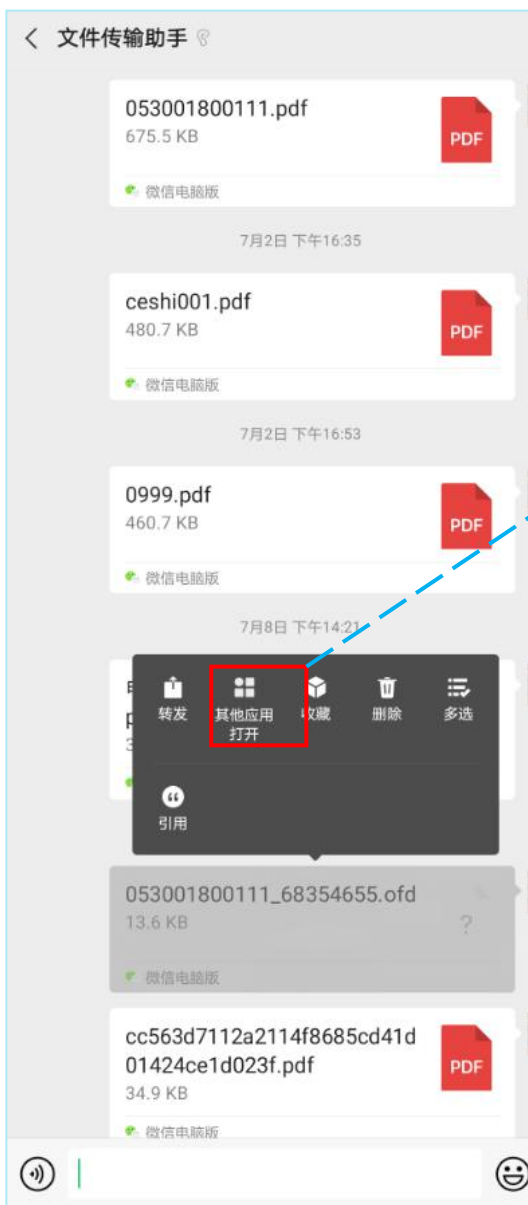 文件传输助手
053001800111.pdf
675.5 KB
PDF
微信电脑版
7月2日 下午16:35
ceshi001.pdf
480.7 KB
PDF
微信电脑版
7月2日 下午16:53
0999.pdf
460.7 KB
PDF
微信电脑版
7月8日 下午14:21
转发
其他应用
打开
收藏
删除
多选
引用
053001800111_68354655.ofd
13.6 KB
?
微信电脑版
cc563d7112a2114f8685cd41d
01424ce1d023f.pdf
34.9 KB
PDF
微信电脑版